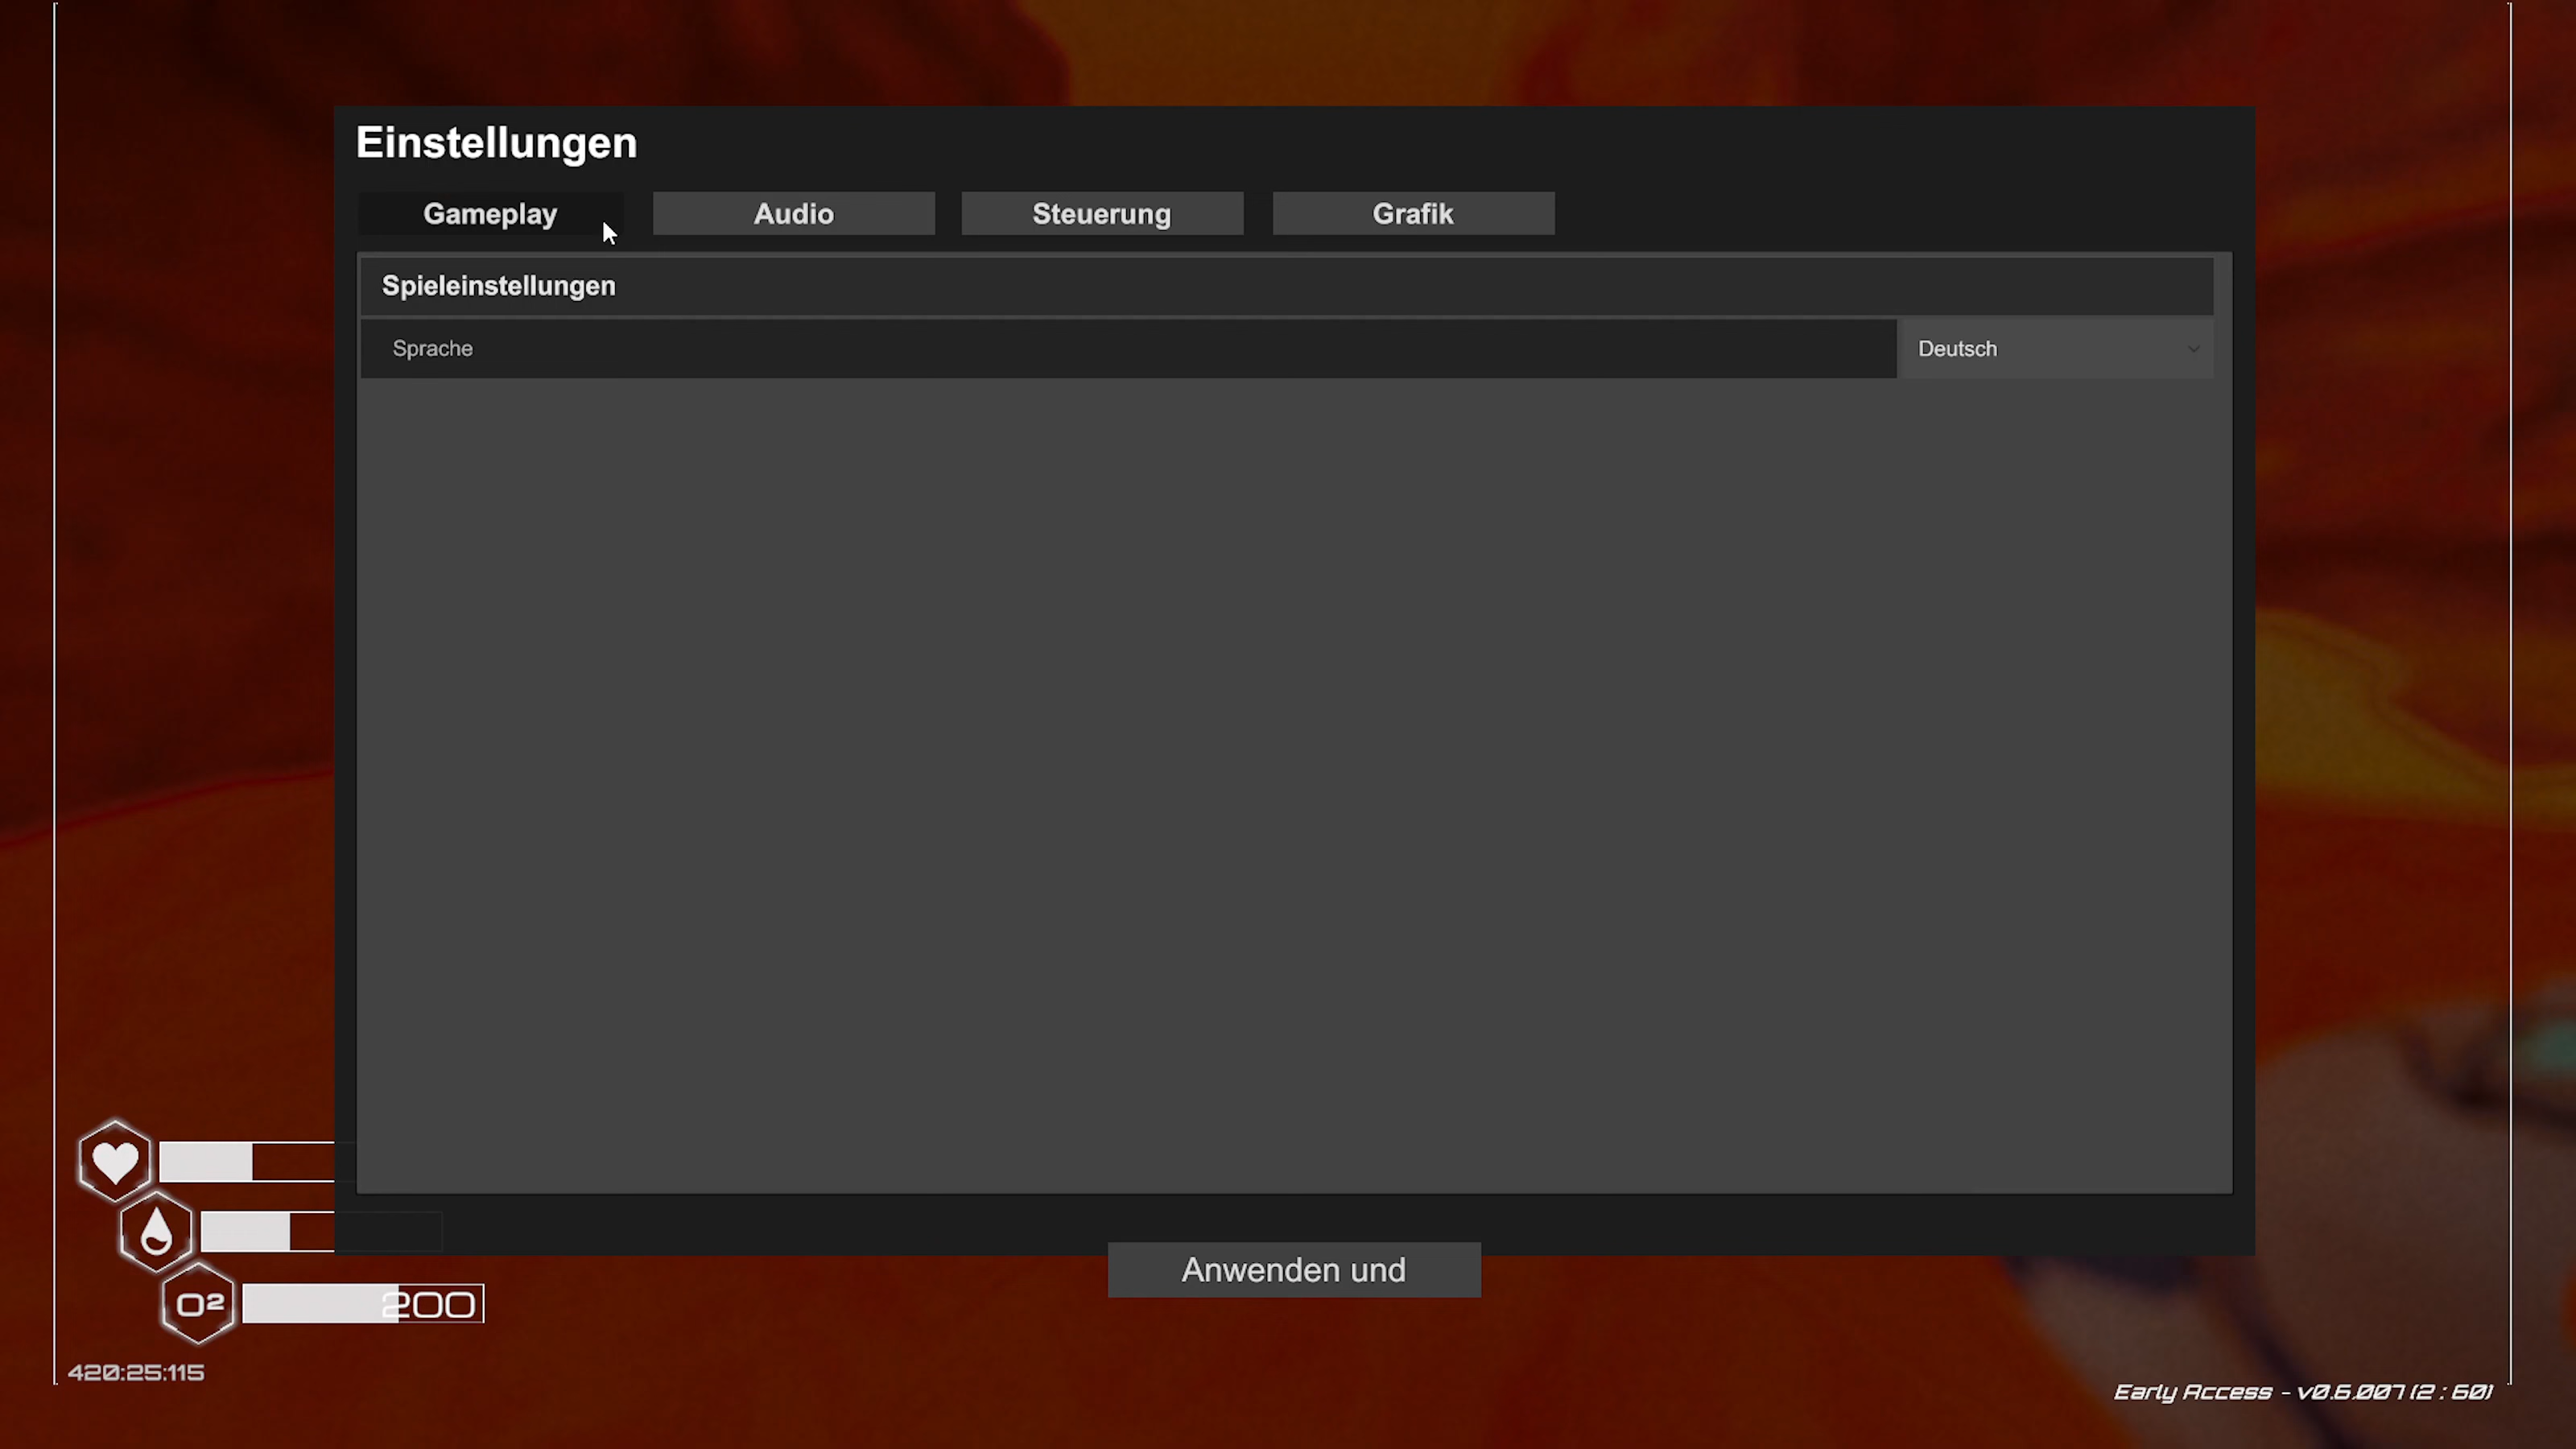 Einstellungen
Gameplay Audio Steuerung Grafik
Spieleinstellungen
Sprache Deutsch
Anwenden und
O2 200
420:25:115
Early Access - v0.6.007 (2 : 60)